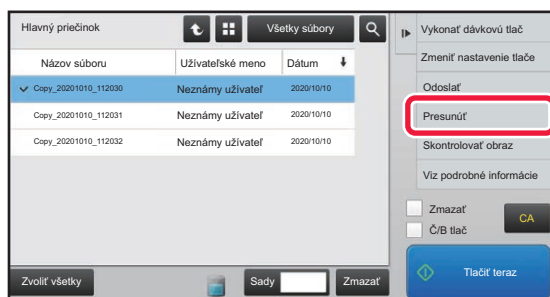 Hlavný priečinok
Všetky súbory
Názov súboru Užívateľské meno Dátum
Copy_20201010_112030 Neznámy užívateľ 2020/10/10
Copy_20201010_112031 Neznámy užívateľ 2020/10/10
Copy_20201010_112032 Neznámy užívateľ 2020/10/10
Zvoliť všetky
Sady
Zmazať
Vykonať dávkovú tlač
Zmeniť nastavenie tlače
Odoslať
Presunúť
Skontrolovať obraz
Viz podrobné informácie
Zmazať
Č/B tlač
CA
Tlačiť teraz